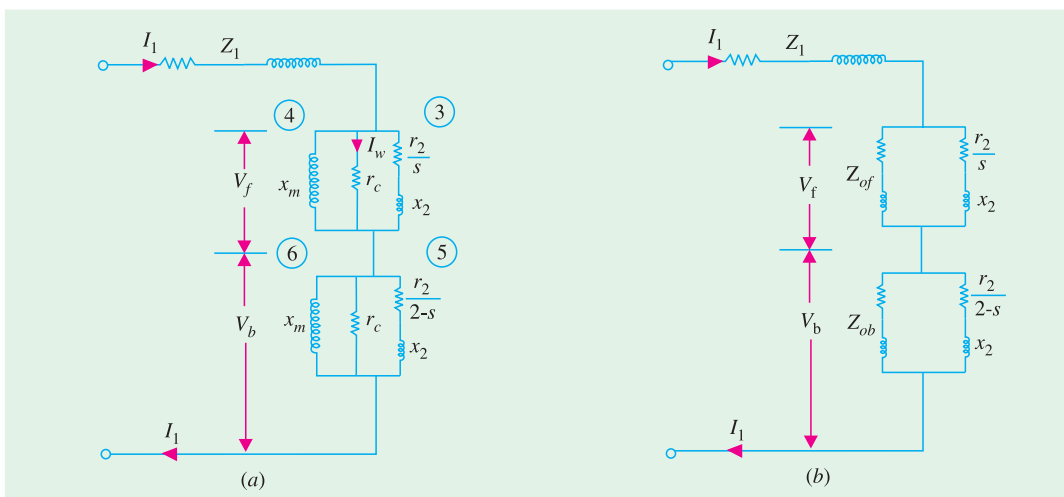 I1 Z1
4 3
Iw r2/s
Vf xm rc x2
6 5
Vb xm rc r2/2-s
x2
I1
(a)
I1 Z1
Vf Zof r2/s
x2
Vb Zob r2/2-s
x2
I1
(b)